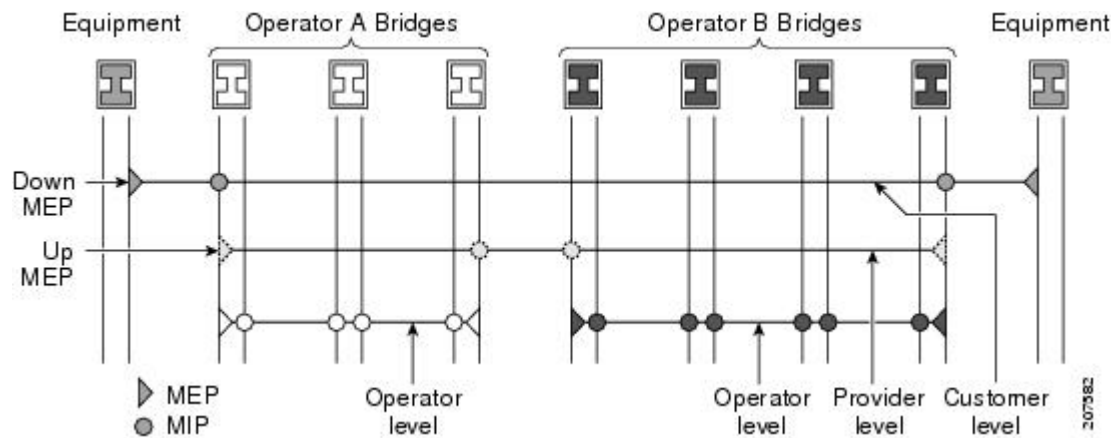 Equipment
Operator A Bridges
Operator B Bridges
Equipment
Down
MEP
Up
MEP
MEP
MIP
Operator
level
Operator
level
Provider
level
Customer
level
207582